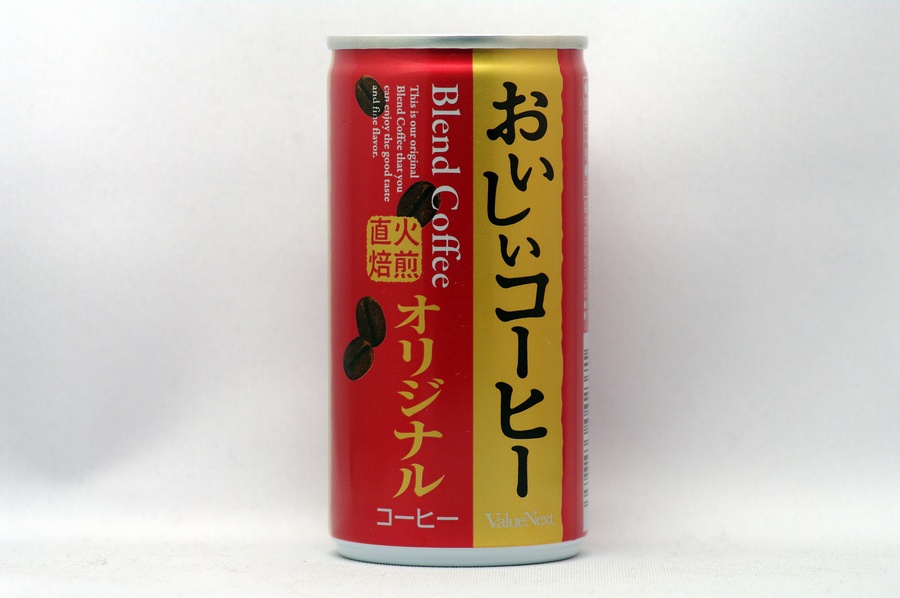 おいしいコーヒー
Blend Coffee
This is our original
Blend Coffee that you
can enjoy the good taste
and fine flavor.
直火
焙煎
オリジナル
コーヒー
ValueNext